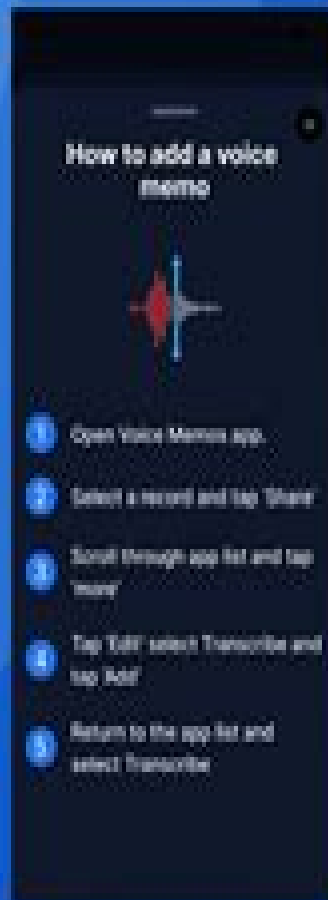 How to add a voice
memo
1 Open Voice Memos app.
2 Select a record and tap 'Share'
3 Scroll through app list and tap
'more'
4 Tap 'Edit' select Transcribe and
tap 'Add'
5 Return to the app list and
select Transcribe